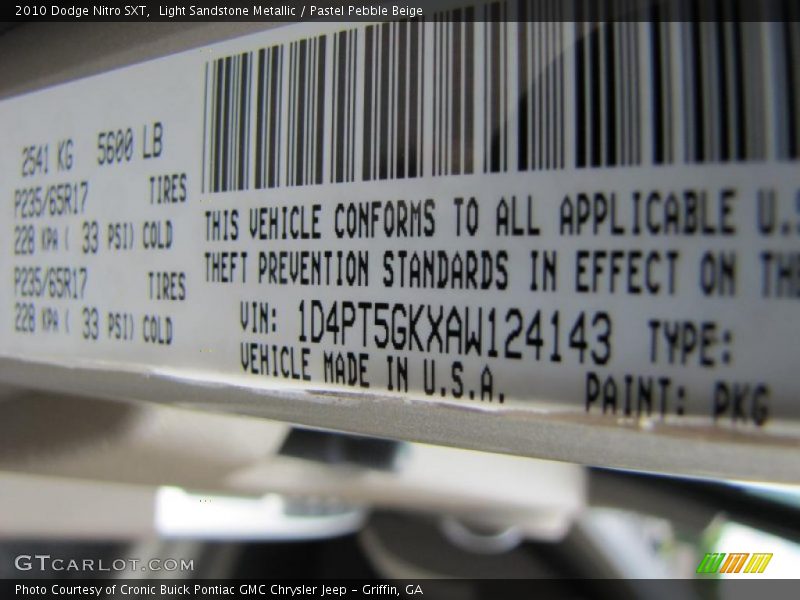 2010 Dodge Nitro SXT,  Light Sandstone Metallic / Pastel Pebble Beige
2541 KG 5600 LB
P235/65R17 TIRES
228 KPA ( 33 PSI) COLD
P235/65R17 TIRES
228 KPA ( 33 PSI) COLD
THIS VEHICLE CONFORMS TO ALL APPLICABLE U.S
THEFT PREVENTION STANDARDS IN EFFECT ON THE
VIN: 1D4PT5GKXAW124143 TYPE:
VEHICLE MADE IN U.S.A. PAINT: PKG
GTCARLOT.COM
Photo Courtesy of Cronic Buick Pontiac GMC Chrysler Jeep - Griffin, GA